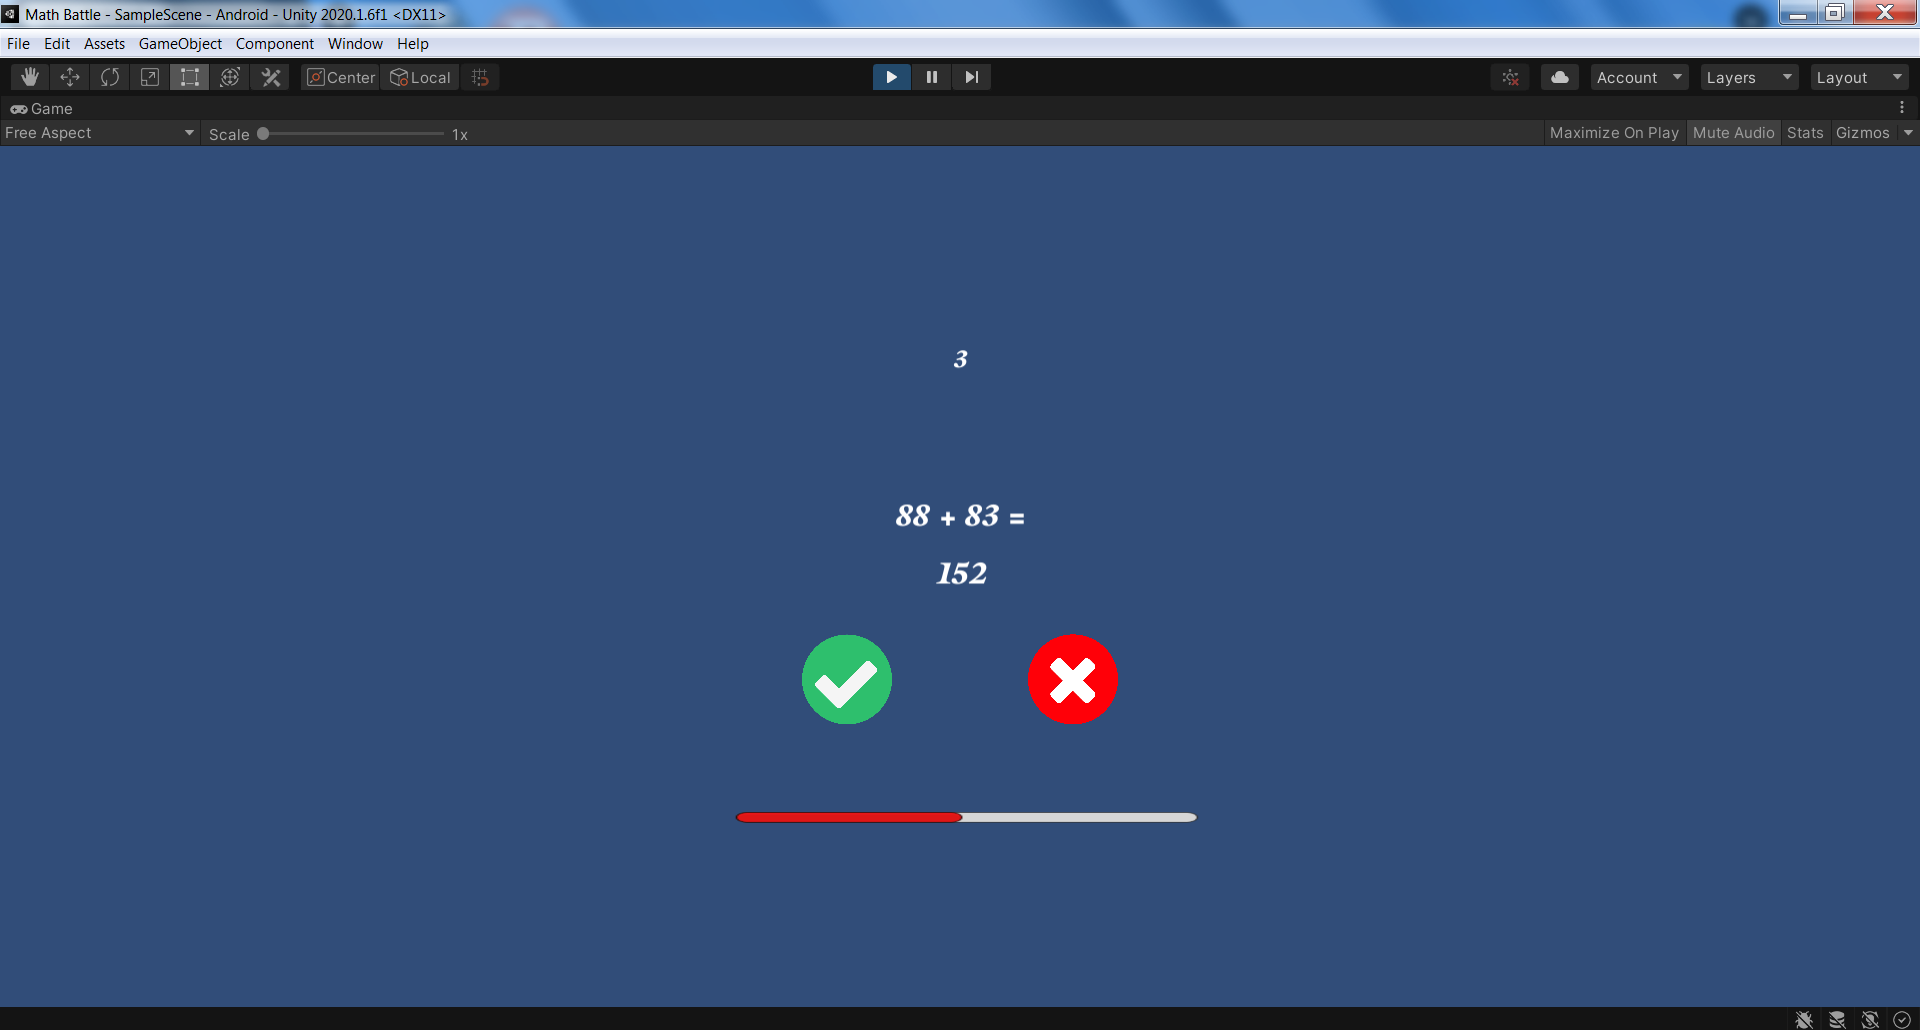 Math Battle - SampleScene - Android - Unity 2020.1.6f1 <DX11>
File Edit Assets GameObject Component Window Help
Center Local Account Layers Layout
Game
Free Aspect Scale 1x Maximize On Play Mute Audio Stats Gizmos
3
88 + 83 =
152